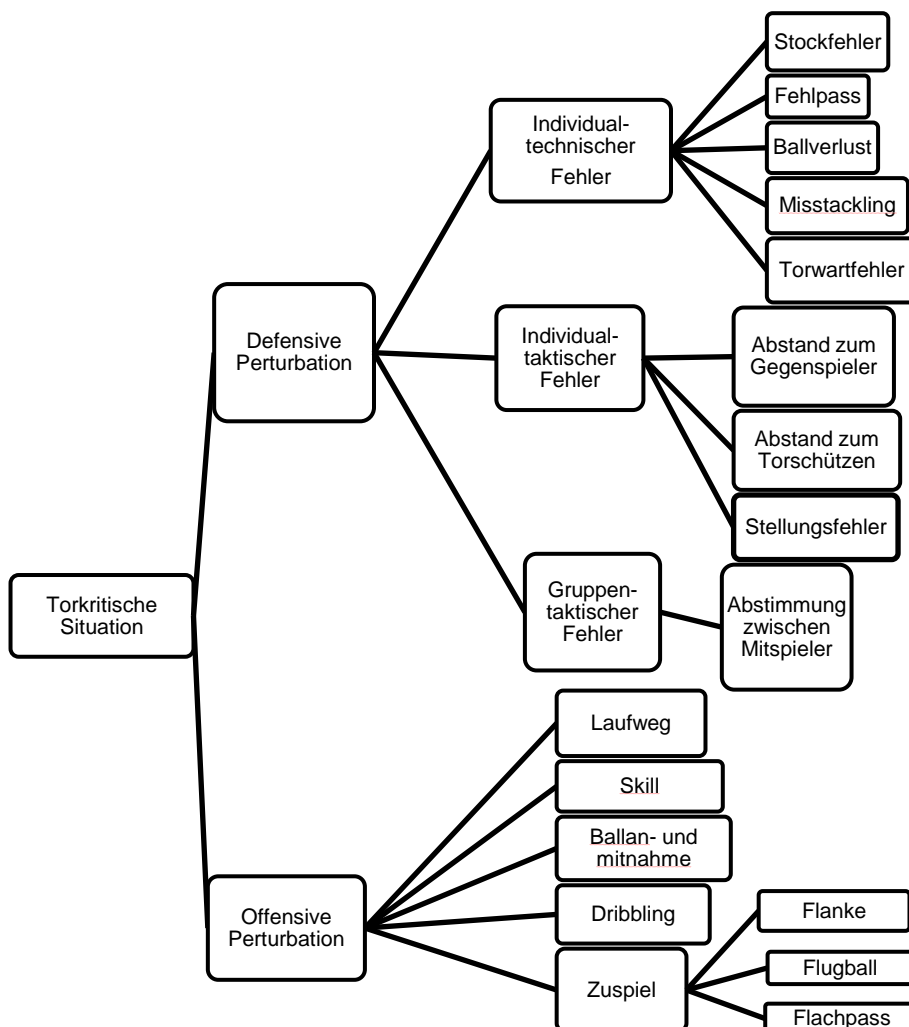 Stockfehler
Fehlpass
Individual-
technischer
Fehler
Ballverlust
Misstackling
Torwartfehler
Defensive
Perturbation
Individual-
taktischer
Fehler
Abstand zum
Gegenspieler
Abstand zum
Torschützen
Stellungsfehler
Torkritische
Situation
Gruppen-
taktischer
Fehler
Abstimmung
zwischen
Mitspieler
Laufweg
Skill
Ballan- und
mitnahme
Offensive
Perturbation
Dribbling
Zuspiel
Flanke
Flugball
Flachpass